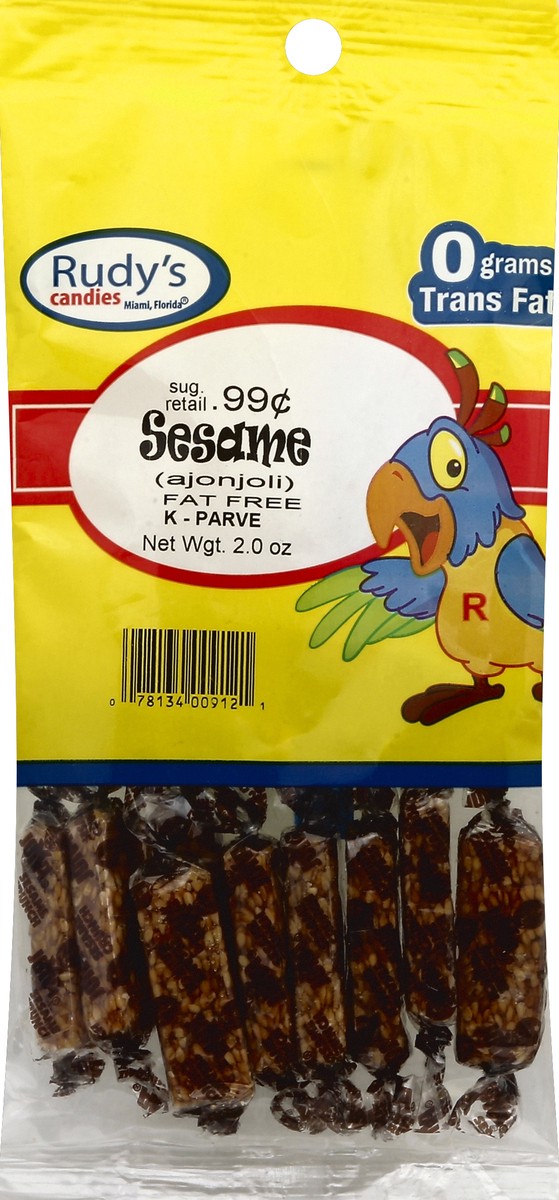 Rudy's
candies
Miami, Florida®
0 grams
Trans Fat
sug.
retail .99¢
Sesame
(ajonjoli)
FAT FREE
K - PARVE
Net Wgt. 2.0 oz
R
0 78134 00912 1